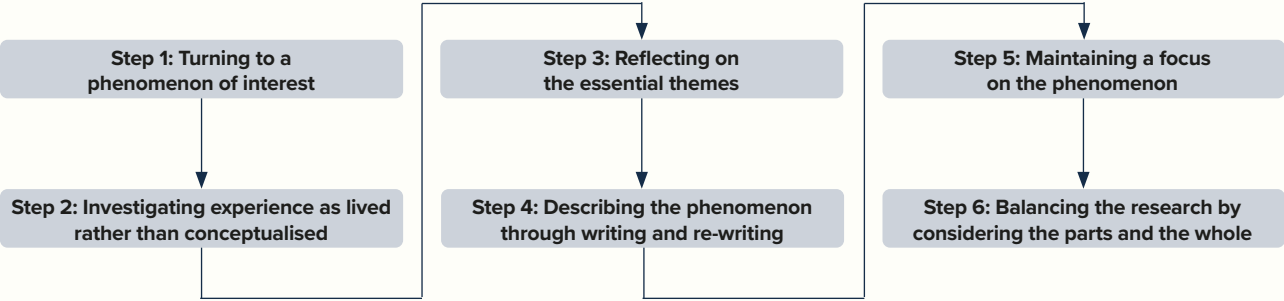 Step 1: Turning to a
phenomenon of interest
Step 2: Investigating experience as lived
rather than conceptualised
Step 3: Reflecting on
the essential themes
Step 4: Describing the phenomenon
through writing and re-writing
Step 5: Maintaining a focus
on the phenomenon
Step 6: Balancing the research by
considering the parts and the whole